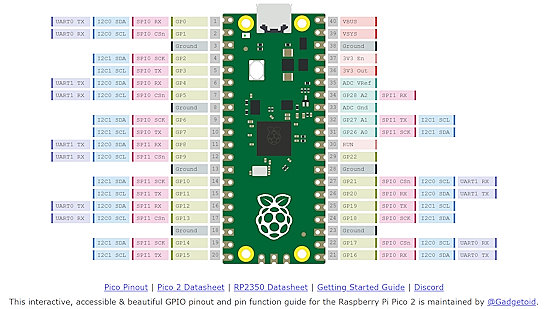 UART0 TX I2C0 SDA SPI0 RX GP0 1 40 VBUS
UART0 RX I2C0 SCL SPI0 CSn GP1 2 39 VSYS
Ground 3 38 Ground
I2C1 SDA SPI0 SCK GP2 4 37 3V3 En
I2C1 SCL SPI0 TX GP3 5 36 3V3 Out
UART1 TX I2C0 SDA SPI0 RX GP4 6 35 ADC VRef
UART1 RX I2C0 SCL SPI0 CSn GP5 7 34 GP28 A2 SPI1 RX
Ground 8 33 ADC Gnd
I2C1 SDA SPI0 SCK GP6 9 32 GP27 A1 SPI1 TX I2C1 SCL
I2C1 SCL SPI0 TX GP7 10 31 GP26 A0 SPI1 SCK I2C1 SDA
UART1 TX I2C0 SDA SPI1 RX GP8 11 30 RUN
UART1 RX I2C0 SCL SPI1 CSn GP9 12 29 GP22
Ground 13 28 Ground
I2C1 SDA SPI1 SCK GP10 14 27 GP21 SPI0 CSn I2C0 SCL UART1 RX
I2C1 SCL SPI1 TX GP11 15 26 GP20 SPI0 RX I2C0 SDA UART1 TX
UART0 TX I2C0 SDA SPI1 RX GP12 16 25 GP19 SPI0 TX I2C1 SCL
UART0 RX I2C0 SCL SPI1 CSn GP13 17 24 GP18 SPI0 SCK I2C1 SDA
Ground 18 23 Ground
I2C1 SDA SPI1 SCK GP14 19 22 GP17 SPI0 CSn I2C0 SCL UART0 RX
I2C1 SCL SPI1 TX GP15 20 21 GP16 SPI0 RX I2C0 SDA UART0 TX
Pico Pinout | Pico 2 Datasheet | RP2350 Datasheet | Getting Started Guide | Discord
This interactive, accessible & beautiful GPIO pinout and pin function guide for the Raspberry Pi Pico 2 is maintained by @Gadgetoid.